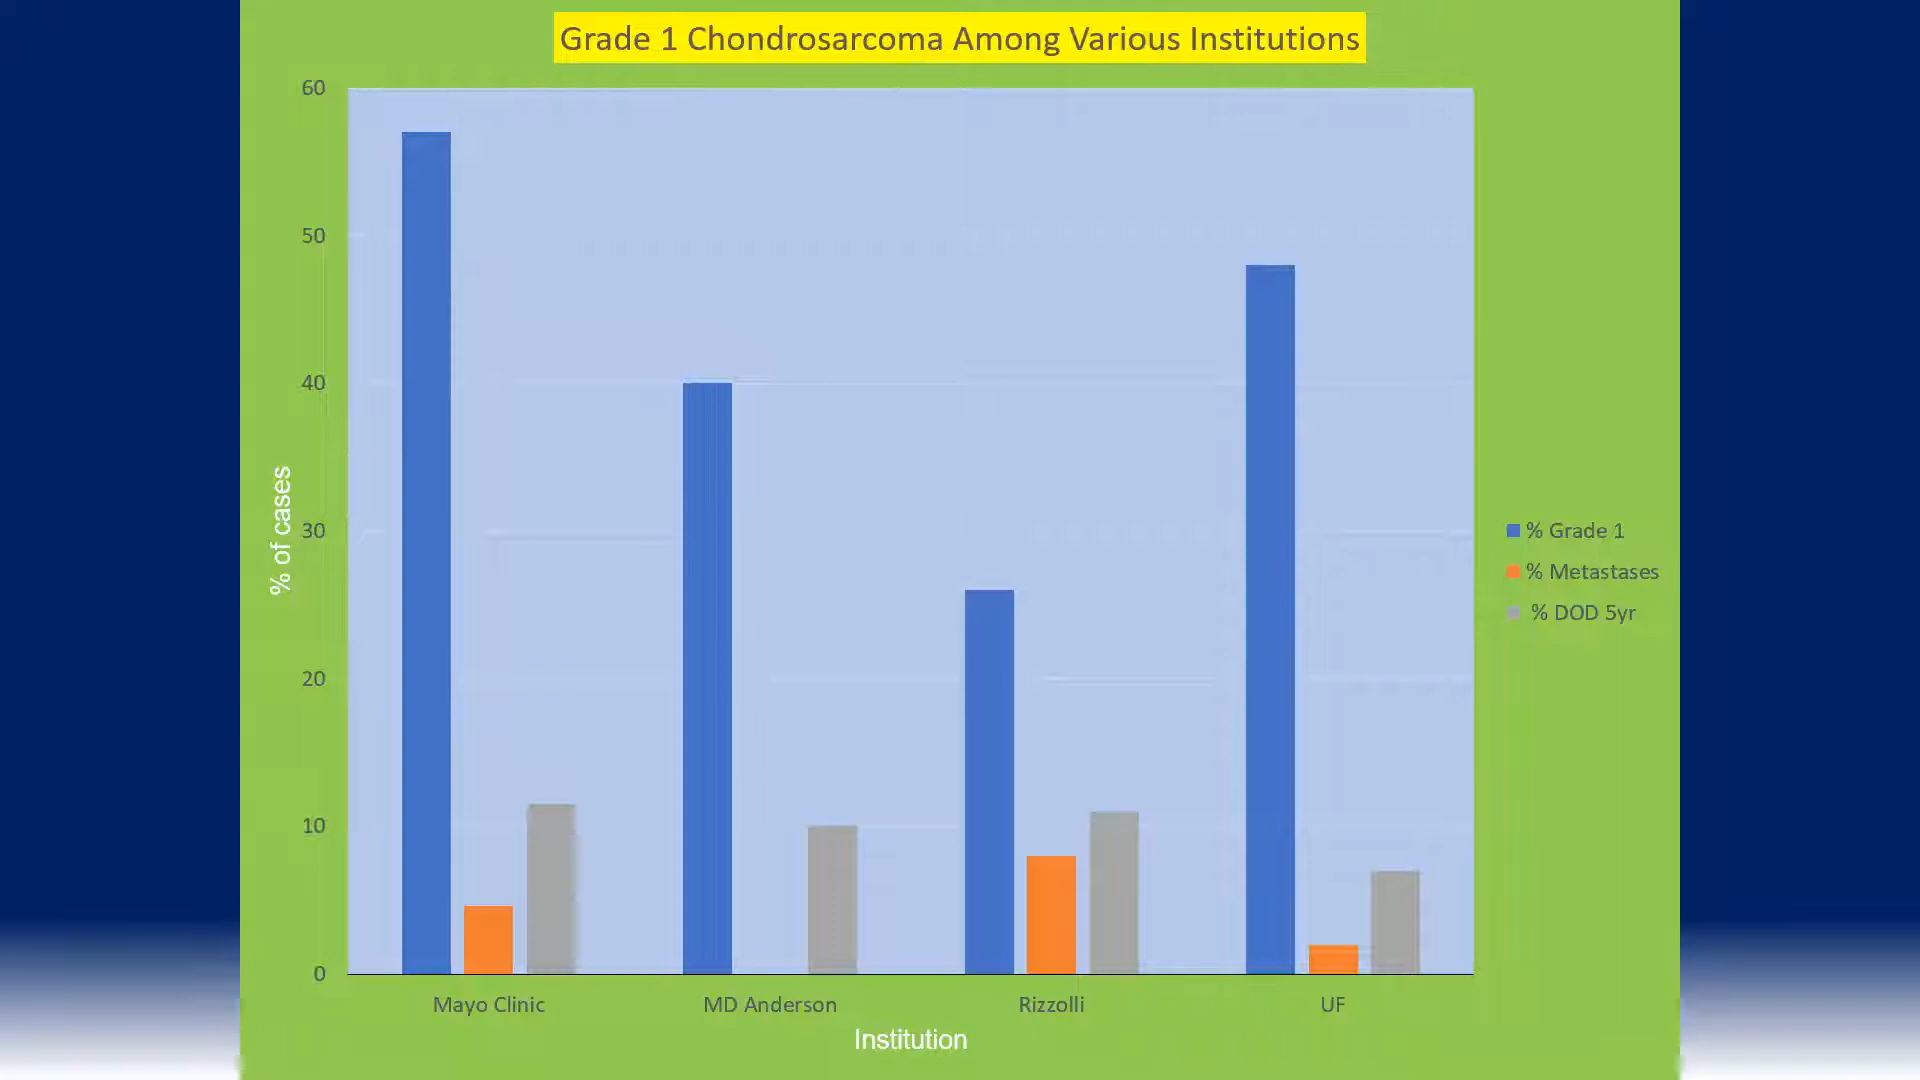 Grade 1 Chondrosarcoma Among Various Institutions
60
50
40
30
20
10
0
% of cases
Mayo Clinic
MD Anderson
Rizzolli
UF
Institution
% Grade 1
% Metastases
% DOD 5yr